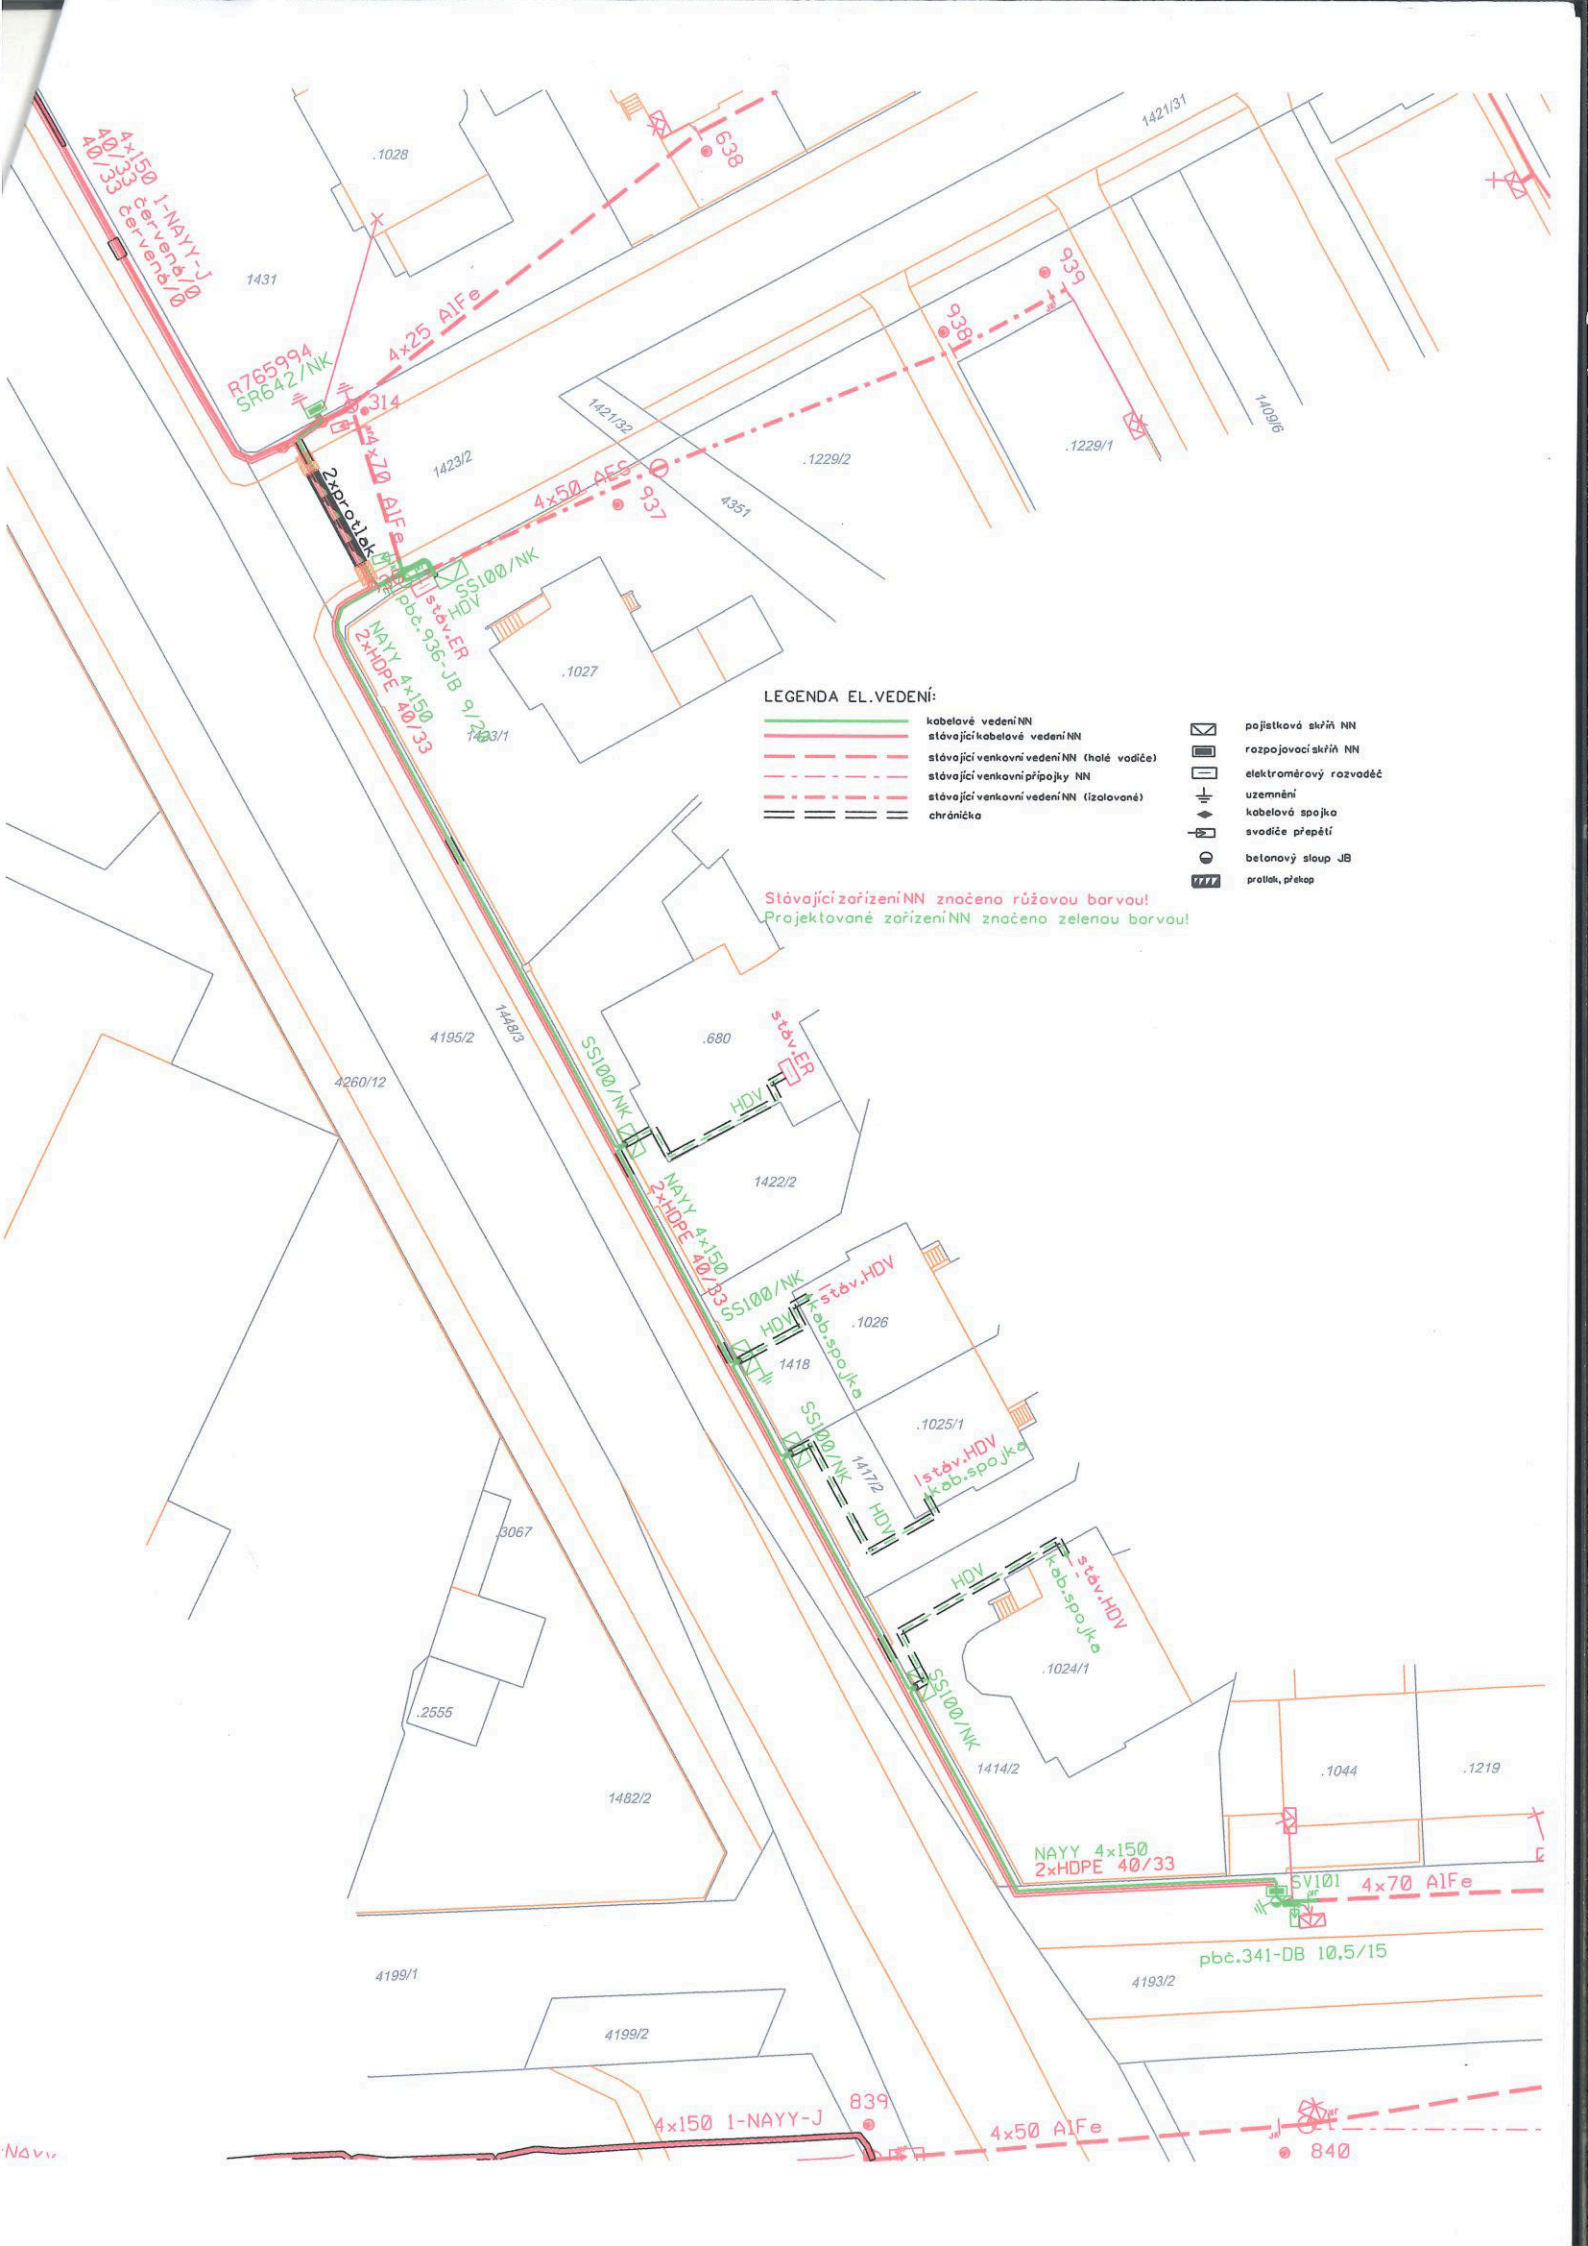 4x150 1-NAYY-J
40/33 červená/0
40/33 červená/0
.1028
638
1421/31
1431
4x25 AlFe
939
938
R765994
SR642/NK
314
4x70 AlFe
1423/2
1421/32
.1229/2
.1229/1
1409/6
2xprotlak
4x50 AES
937
4351
SS100/NK
HDV
stáv.ER
pbč.936-JB 9/20
NAYY 4x150
2xHDPE 40/33
.1027
1423/1
LEGENDA EL.VEDENÍ:
kabelové vedení NN
stávající kabelové vedení NN
stávající venkovní vedení NN (holé vodiče)
stávající venkovní přípojky NN
stávající venkovní vedení NN (izolované)
chránička
pojistková skříň NN
rozpojovací skříň NN
elektroměrový rozvaděč
uzemnění
kabelová spojka
svodiče přepětí
betonový sloup JB
protlak, překop
Stávající zařízení NN značeno růžovou barvou!
Projektované zařízení NN značeno zelenou barvou!
4195/2
1448/3
4260/12
SS100/NK
.680
stáv.ER
HDV
1422/2
NAYY 4x150
2xHDPE 40/33
SS100/NK
HDV
stáv.HDV
kab.spojka
.1026
1418
SS100/NK
.1025/1
1417/2
stáv.HDV
kab.spojka
HDV
HDV
stáv.HDV
kab.spojka
.3067
.2555
SS100/NK
.1024/1
1414/2
1482/2
.1044
.1219
NAYY 4x150
2xHDPE 40/33
SV101
4x70 AlFe
pbč.341-DB 10,5/15
4199/1
4193/2
4199/2
839
4x150 1-NAYY-J
4x50 AlFe
840